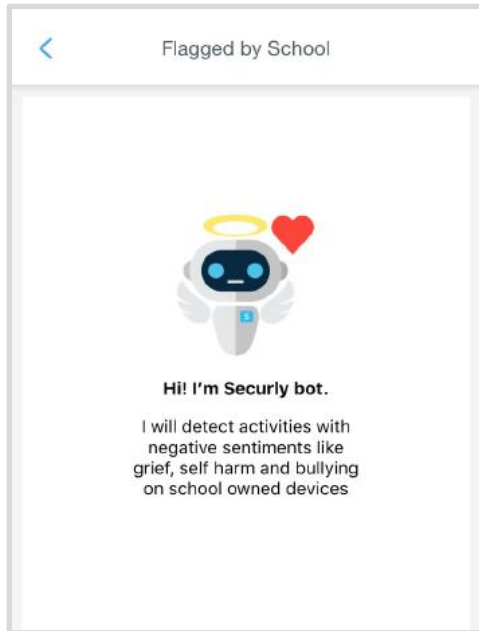 Flagged by School
S
Hi! I'm Securly bot.
I will detect activities with
negative sentiments like
grief, self harm and bullying
on school owned devices